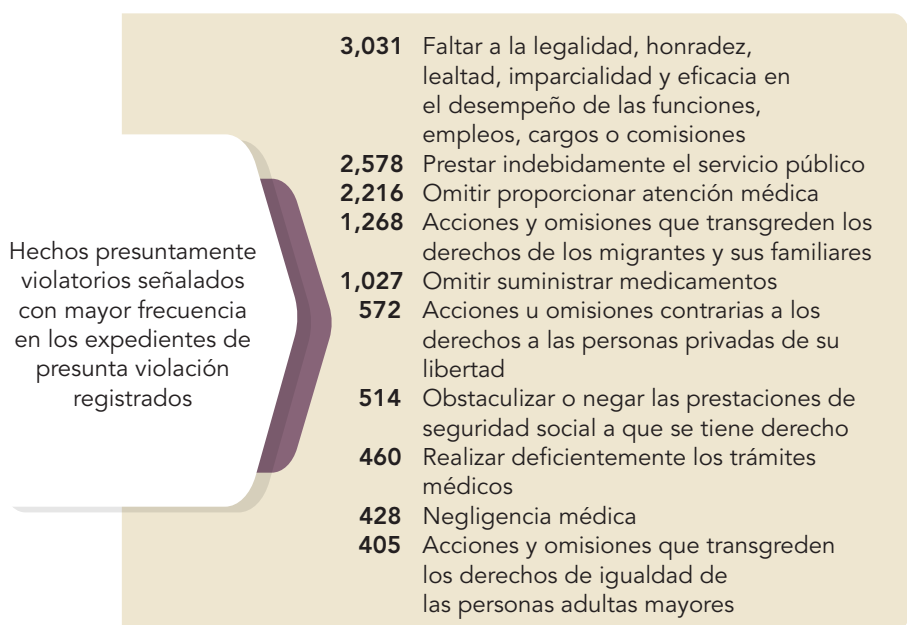 Hechos presuntamente
violatorios señalados
con mayor frecuencia
en los expedientes de
presunta violación
registrados
3,031 Faltar a la legalidad, honradez,
lealtad, imparcialidad y eficacia en
el desempeño de las funciones,
empleos, cargos o comisiones
2,578 Prestar indebidamente el servicio público
2,216 Omitir proporcionar atención médica
1,268 Acciones y omisiones que transgreden los
derechos de los migrantes y sus familiares
1,027 Omitir suministrar medicamentos
572 Acciones u omisiones contrarias a los
derechos a las personas privadas de su
libertad
514 Obstaculizar o negar las prestaciones de
seguridad social a que se tiene derecho
460 Realizar deficientemente los trámites
médicos
428 Negligencia médica
405 Acciones y omisiones que transgreden
los derechos de igualdad de
las personas adultas mayores